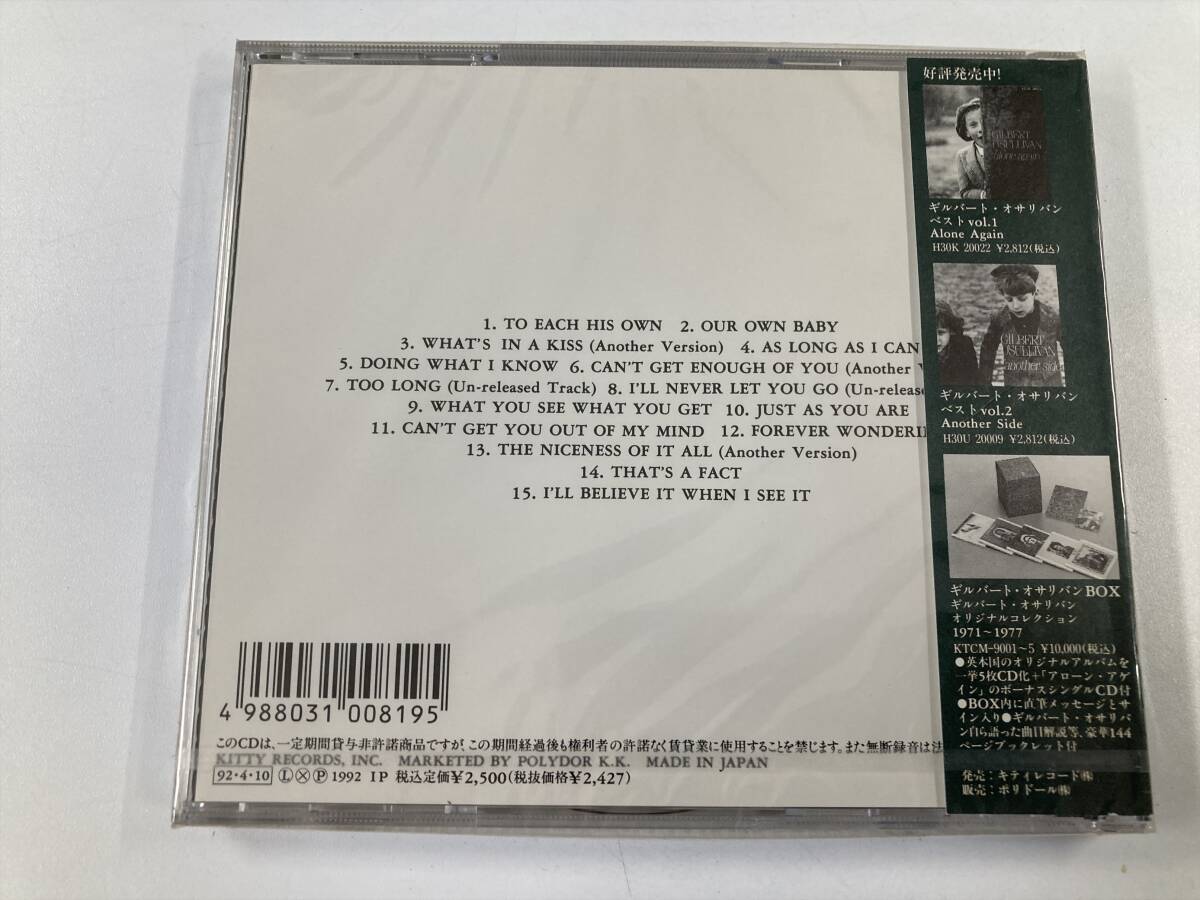 1. TO EACH HIS OWN 2. OUR OWN BABY
3. WHAT'S IN A KISS (Another Version) 4. AS LONG AS I CAN
5. DOING WHAT I KNOW 6. CAN'T GET ENOUGH OF YOU (Another
7. TOO LONG (Un-released Track) 8. I'LL NEVER LET YOU GO (Un-released
9. WHAT YOU SEE WHAT YOU GET 10. JUST AS YOU ARE
11. CAN'T GET YOU OUT OF MY MIND 12. FOREVER WONDERI
13. THE NICENESS OF IT ALL (Another Version)
14. THAT'S A FACT
15. I'LL BELIEVE IT WHEN I SEE IT
4 988031 008195
このCDは、一定期間貸与非許諾商品ですが、この期間経過後も権利者の許諾なく賃貸業に使用することを禁じます。また無断録音は法
KITTY RECORDS, INC. MARKETED BY POLYDOR K.K. MADE IN JAPAN
92・4・10 Ⓛ Ⓧ Ⓟ 1992 IP 税込定価¥2,500(税抜価格¥2,427)
好評発売中!
GILBERT
O'SULLIVAN
alone again
ギルバート・オサリバン
ベストvol.1
Alone Again
H30K 20022 ¥2,812(税込)
GILBERT
O'SULLIVAN
another side
ギルバート・オサリバン
ベストvol.2
Another Side
H30U 20009 ¥2,812(税込)
ギルバート・オサリバンBOX
ギルバート・オサリバン
オリジナルコレクション
1971〜1977
KTCM-9001〜5 ¥10,000(税込)
●英本国のオリジナルアルバムを
一挙5枚CD化+「アローン・アゲ
イン」のボーナスシングルCD付
●BOX内に直筆メッセージとサ
イン入り●ギルバート・オサリバ
ン自ら語った曲目解説等、豪華144
ページブックレット付
発売:キティレコード㈱
販売:ポリドール㈱